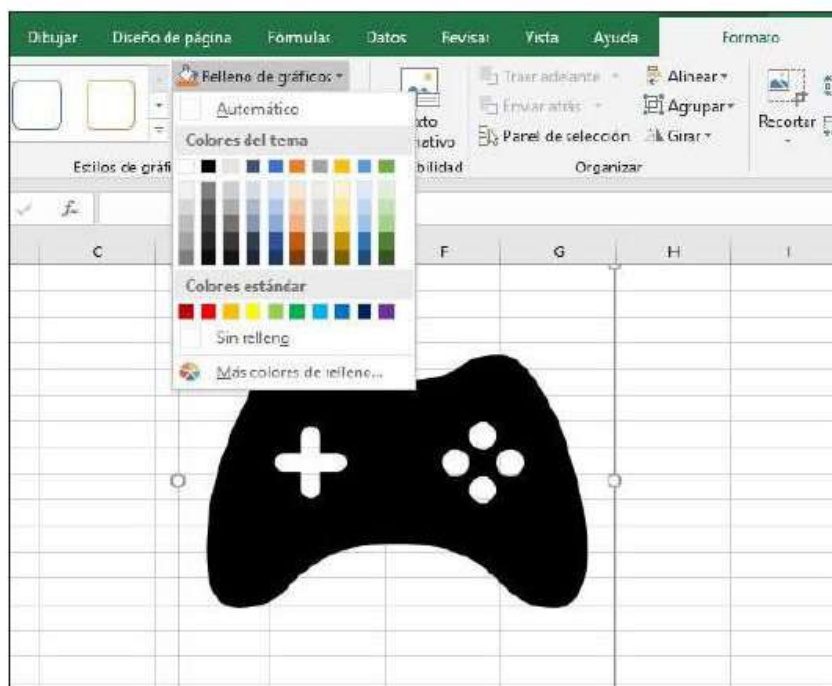 Dibujar Diseño de página Fórmulas Datos Revisar Vista Ayuda Formato
Relleno de gráficos
Automático
Colores del tema
Colores estándar
Sin relleno
Más colores de relleno...
Estilos de gráfi
xto
nativo
bilidad
Traer adelante
Enviar atrás
Panel de selección
Alinear
Agrupar
Girar
Organizar
Recortar
fx
C F G H I